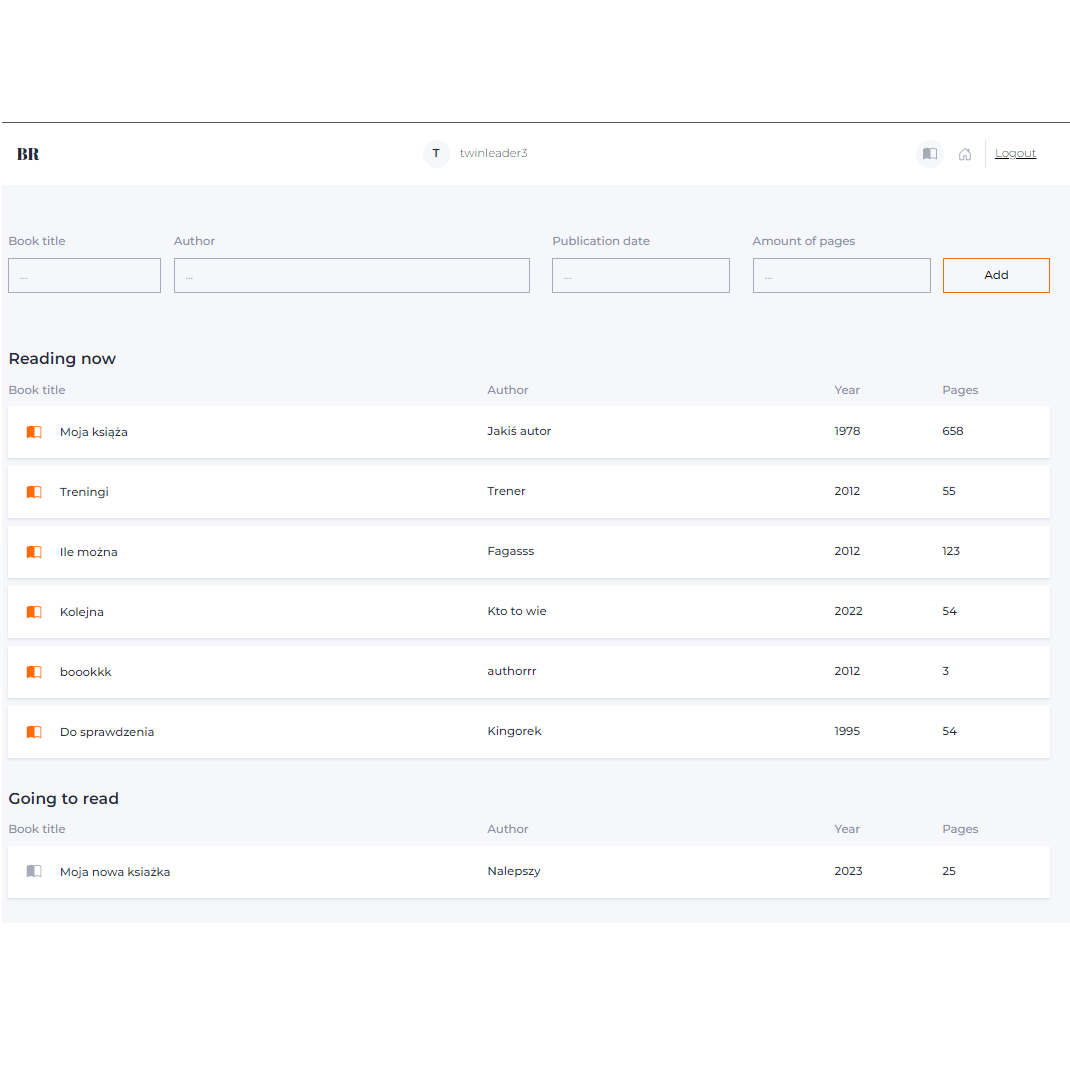 BR T twinleader3 Logout
Book title Author Publication date Amount of pages
... ... ... ... Add
Reading now
Book title Author Year Pages
Moja książa Jakiś autor 1978 658
Treningi Trener 2012 55
Ile można Fagasss 2012 123
Kolejna Kto to wie 2022 54
boookkk authorrr 2012 3
Do sprawdzenia Kingorek 1995 54
Going to read
Book title Author Year Pages
Moja nowa ksiażka Nalepszy 2023 25